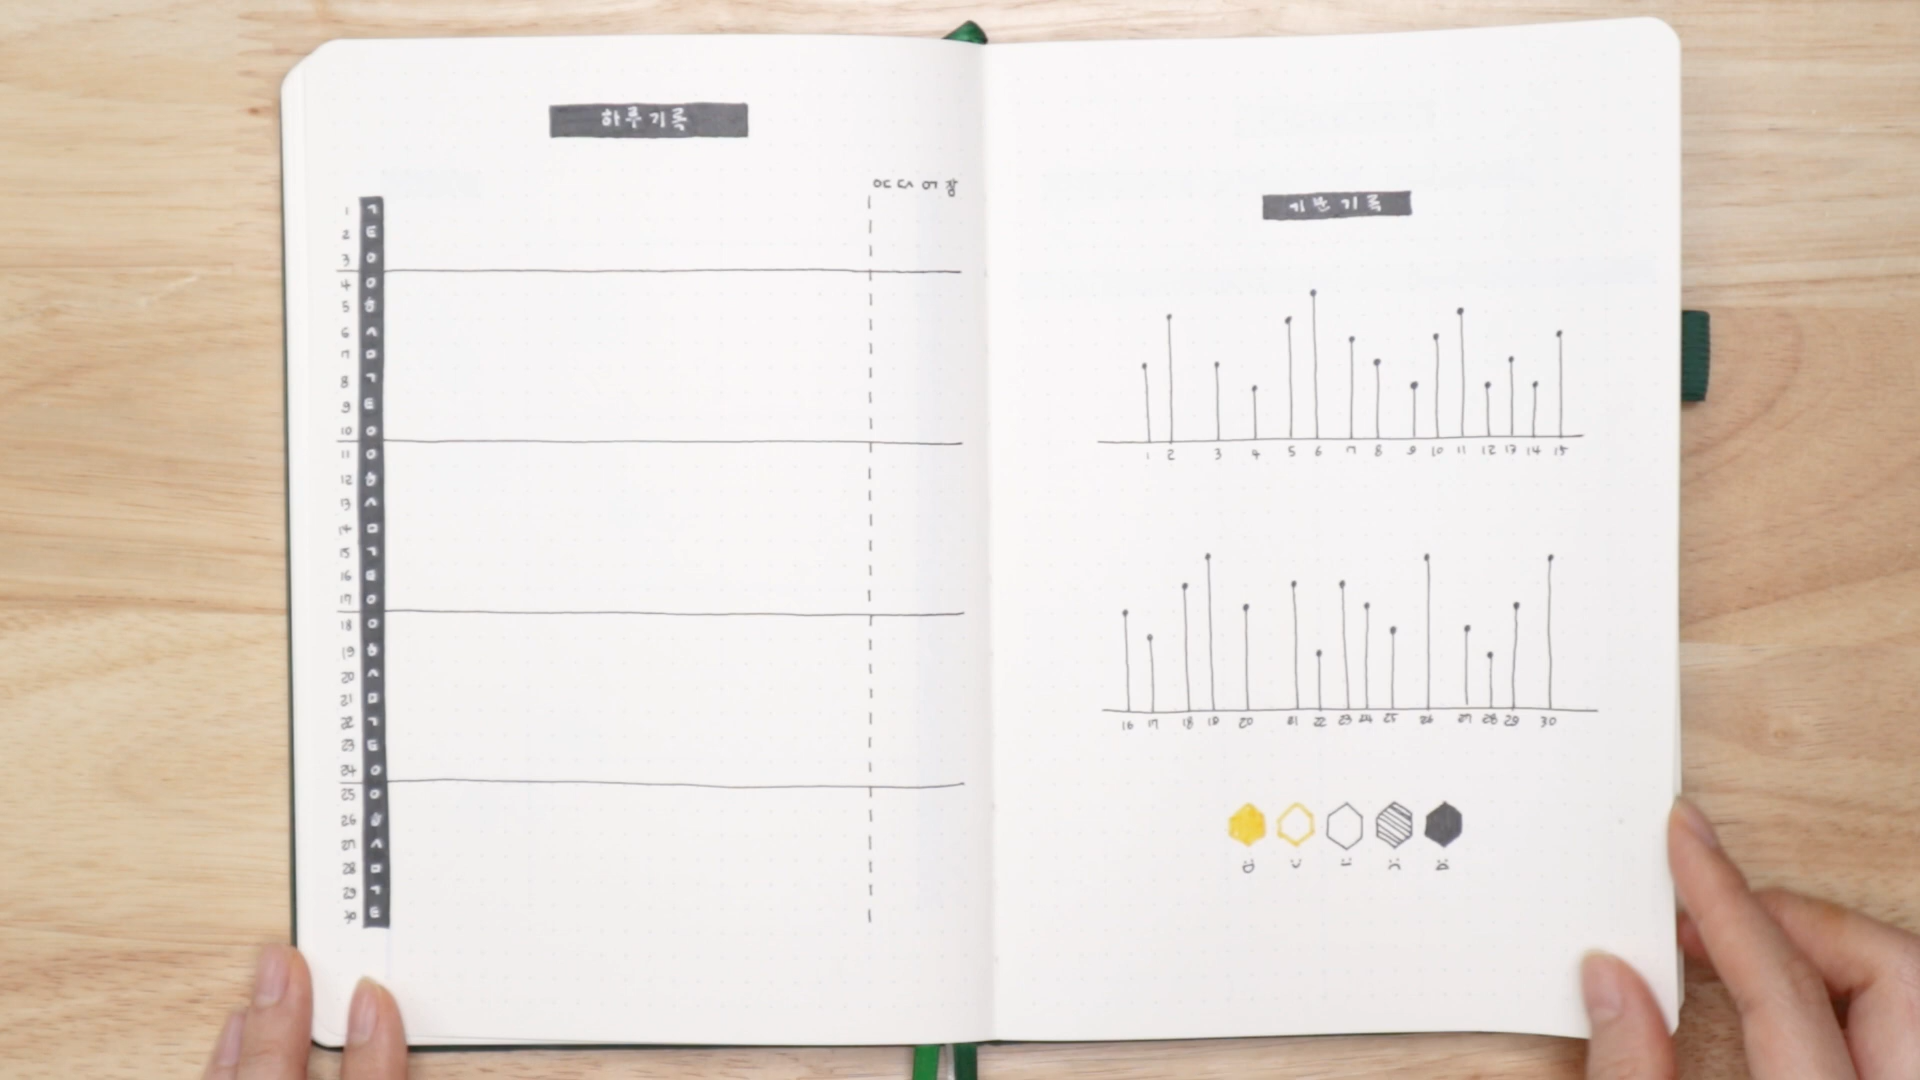 하루기록
1 ㄱ
2 ㅌ
3 ㅇ
4 ㅇ
5 ㅎ
6 ㅅ
7 ㅁ
8 ㄱ
9 ㅌ
10 ㅇ
11 ㅇ
12 ㅎ
13 ㅅ
14 ㅁ
15 ㄱ
16 ㅌ
17 ㅇ
18 ㅇ
19 ㅎ
20 ㅅ
21 ㅁ
22 ㄱ
23 ㅌ
24 ㅇ
25 ㅇ
26 ㅎ
27 ㅅ
28 ㅁ
29 ㄱ
30 ㅌ
기분기록
1 2 3 4 5 6 7 8 9 10 11 12 13 14 15
16 17 18 19 20 21 22 23 24 25 26 27 28 29 30